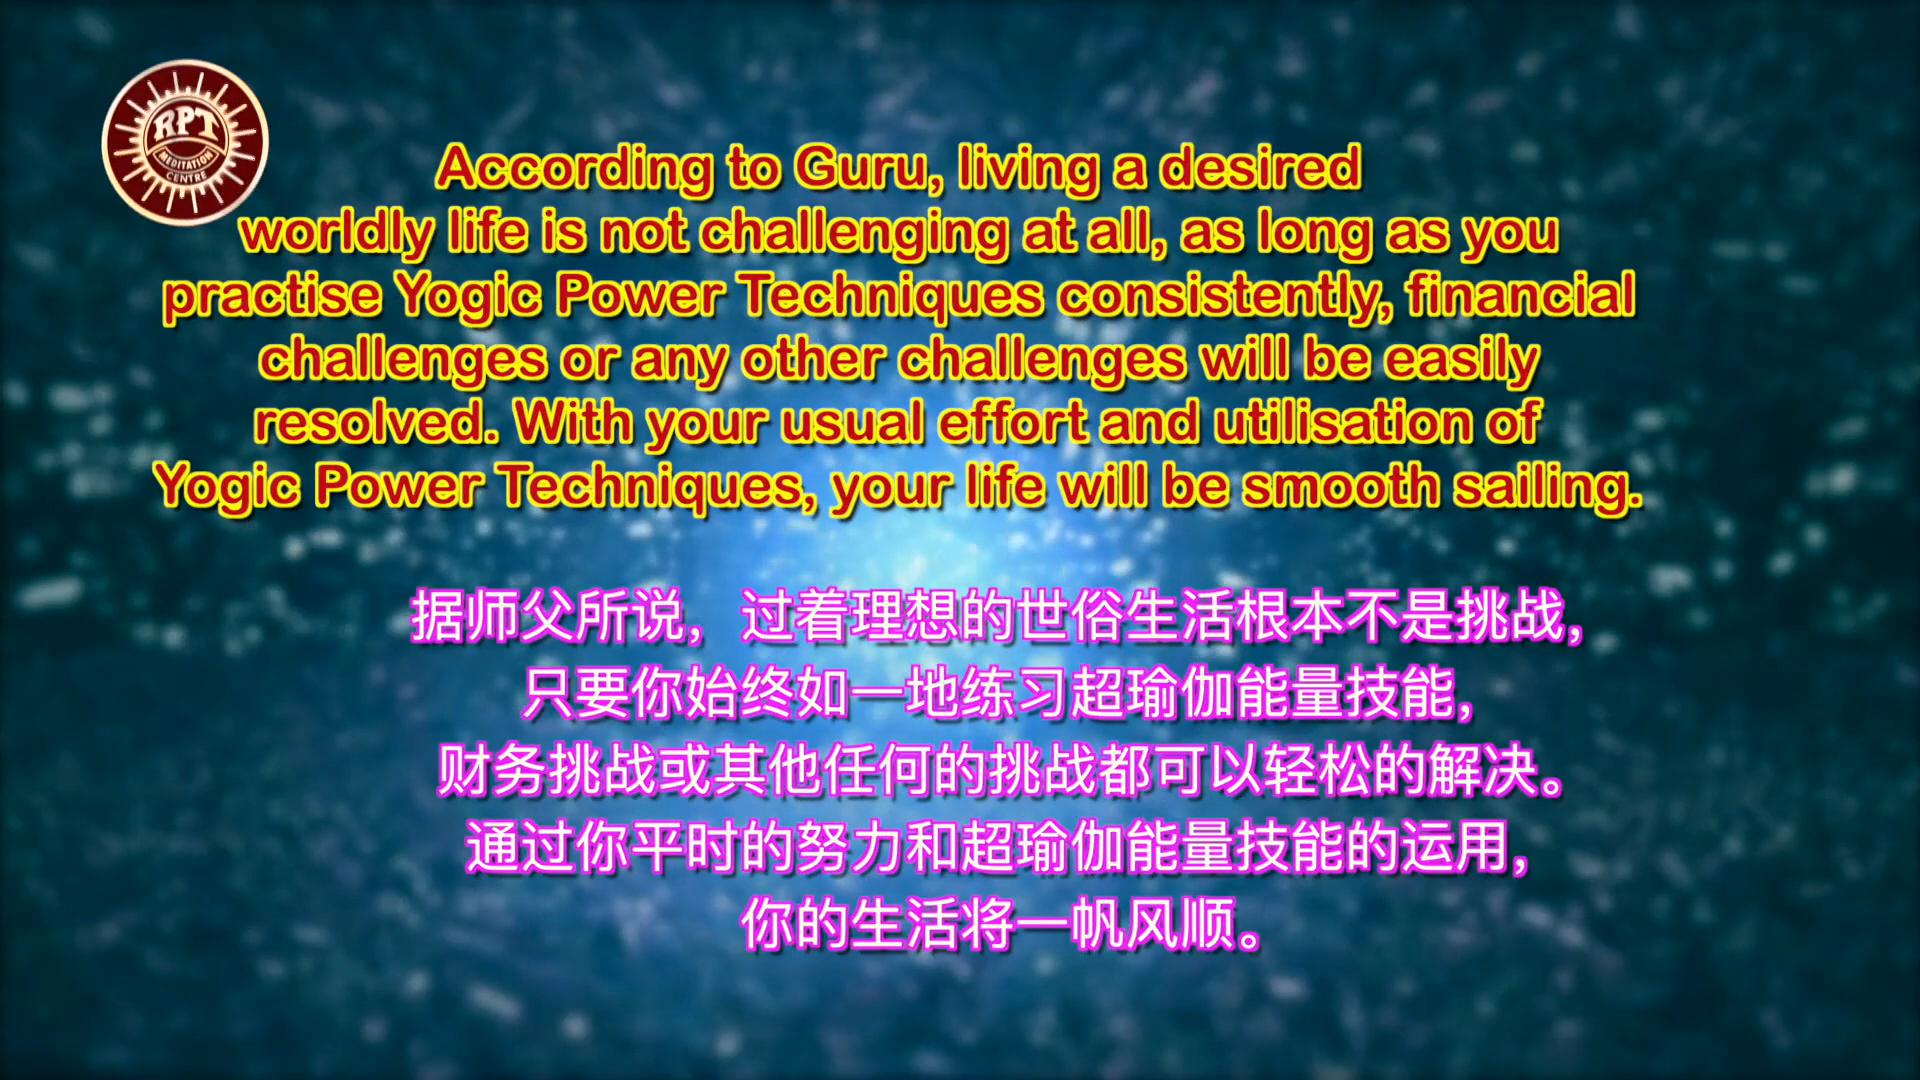 RPT
MEDITATION
CENTRE
According to Guru, living a desired
worldly life is not challenging at all, as long as you
practise Yogic Power Techniques consistently, financial
challenges or any other challenges will be easily
resolved. With your usual effort and utilisation of
Yogic Power Techniques, your life will be smooth sailing.
据师父所说，过着理想的世俗生活根本不是挑战，
只要你始终如一地练习超瑜伽能量技能，
财务挑战或其他任何的挑战都可以轻松的解决。
通过你平时的努力和超瑜伽能量技能的运用，
你的生活将一帆风顺。